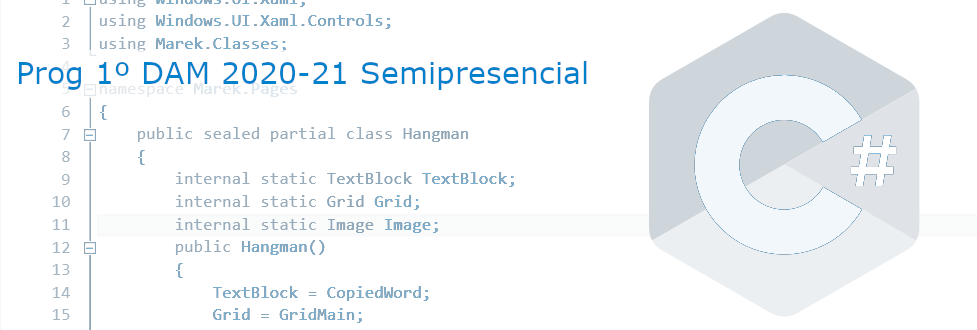 1 using Windows.UI.Xaml;
2 using Windows.UI.Xaml.Controls;
3 using Marek.Classes;
Prog 1º DAM 2020-21 Semipresencial
5 namespace Marek.Pages
6 {
7 public sealed partial class Hangman
8 {
9 internal static TextBlock TextBlock;
10 internal static Grid Grid;
11 internal static Image Image;
12 public Hangman()
13 {
14 TextBlock = CopiedWord;
15 Grid = GridMain;
C#